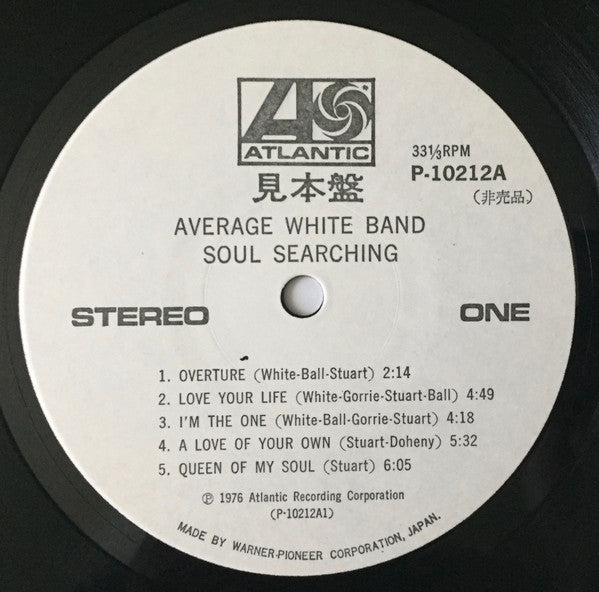 ATLANTIC
33⅓RPM
見本盤
P-10212A
(非売品)
AVERAGE WHITE BAND
SOUL SEARCHING
STEREO
ONE
1. OVERTURE (White-Ball-Stuart) 2:14
2. LOVE YOUR LIFE (White-Gorrie-Stuart-Ball) 4:49
3. I'M THE ONE (White-Ball-Gorrie-Stuart) 4:18
4. A LOVE OF YOUR OWN (Stuart-Doheny) 5:32
5. QUEEN OF MY SOUL (Stuart) 6:05
℗ 1976 Atlantic Recording Corporation
(P-10212A1)
MADE BY WARNER-PIONEER CORPORATION, JAPAN.